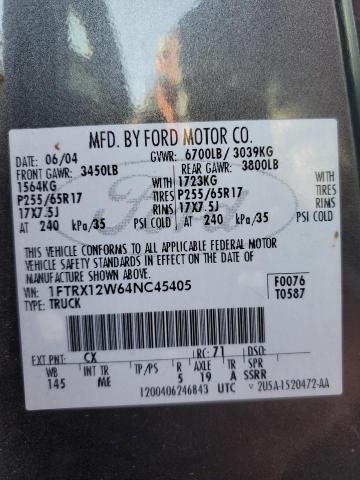 MFD. BY FORD MOTOR CO.
DATE: 06/04 GVWR: 6700LB/ 3039KG
FRONT GAWR: 3450LB REAR GAWR: 3800LB
1564KG WITH 1723KG WITH
P255/65R17 TIRES P255/65R17 TIRES
17X7.5J RIMS 17X7.5J RIMS
AT 240 kPa/35 PSI COLD AT 240 kPa/35 PSI COLD
THIS VEHICLE CONFORMS TO ALL APPLICABLE FEDERAL MOTOR
VEHICLE SAFETY STANDARDS IN EFFECT ON THE DATE OF
MANUFACTURE SHOWN ABOVE.
VIN: 1FTRX12W64NC45405 F0076
TYPE: TRUCK T0587
EXT PNT: CX RC: 71 DSO:
WB INT TR TP/PS R AXLE TR SPR
145 ME 5 19 A SSRR
1200406246843 UTC 2U5A-1520472-AA
Ford